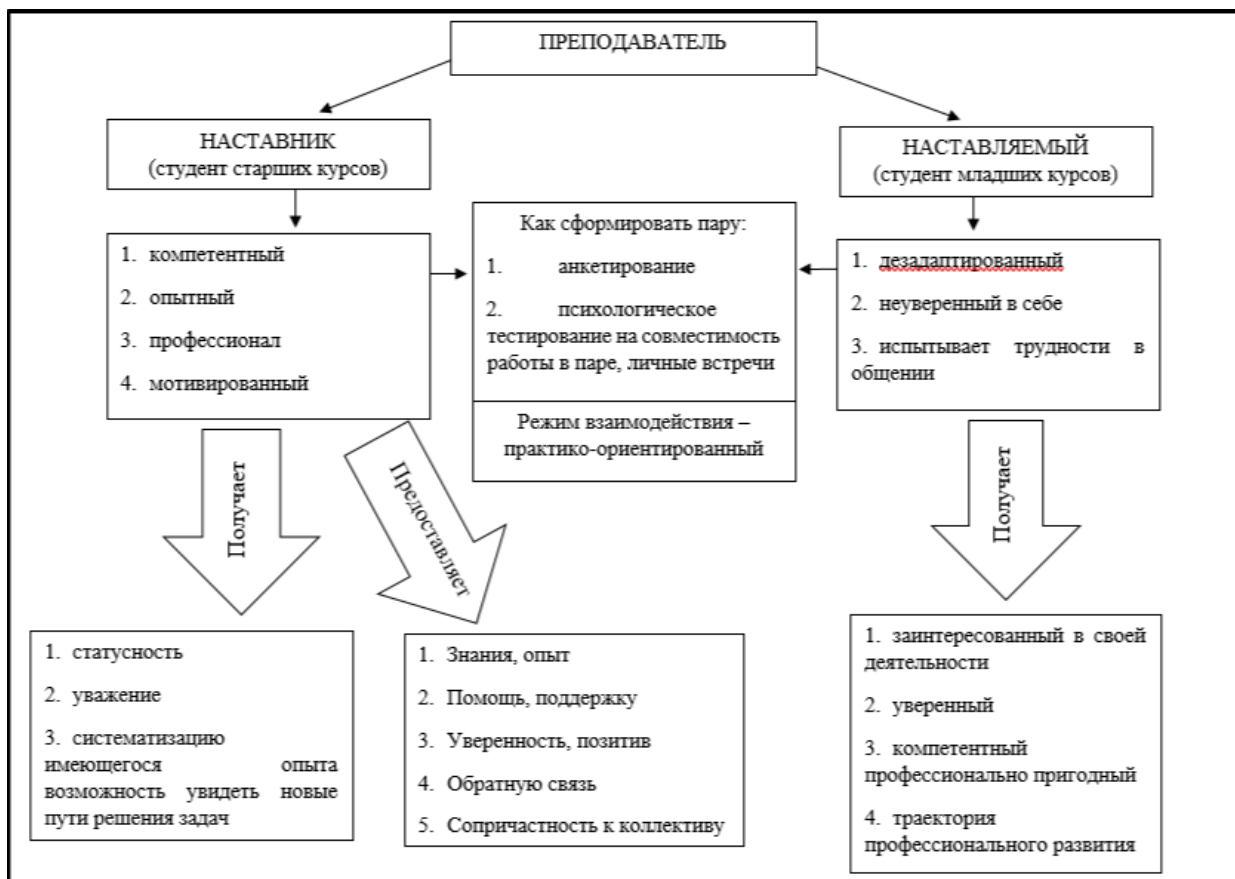 ПРЕПОДАВАТЕЛЬ
НАСТАВНИК
(студент старших курсов)
НАСТАВЛЯЕМЫЙ
(студент младших курсов)
1. компетентный
2. опытный
3. профессионал
4. мотивированный
Как сформировать пару:
1. анкетирование
2. психологическое
тестирование на совместимость
работы в паре, личные встречи
Режим взаимодействия –
практико-ориентированный
1. дезадаптированный
2. неуверенный в себе
3. испытывает трудности в
общении
Получает
Предоставляет
Получает
1. статусность
2. уважение
3. систематизацию
имеющегося опыта
возможность увидеть новые
пути решения задач
1. Знания, опыт
2. Помощь, поддержку
3. Уверенность, позитив
4. Обратную связь
5. Сопричастность к коллективу
1. заинтересованный в своей
деятельности
2. уверенный
3. компетентный
профессионально пригодный
4. траектория
профессионального развития